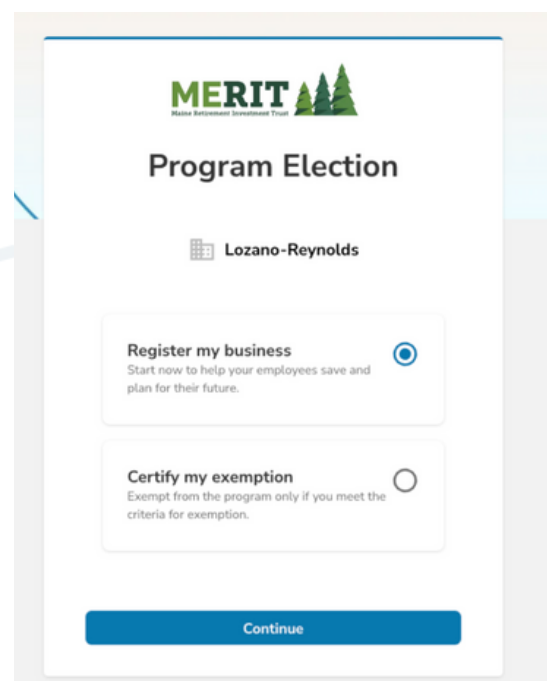 MERIT
Maine Retirement Investment Trust
Program Election
Lozano-Reynolds
Register my business
Start now to help your employees save and
plan for their future.
Certify my exemption
Exempt from the program only if you meet the
criteria for exemption.
Continue